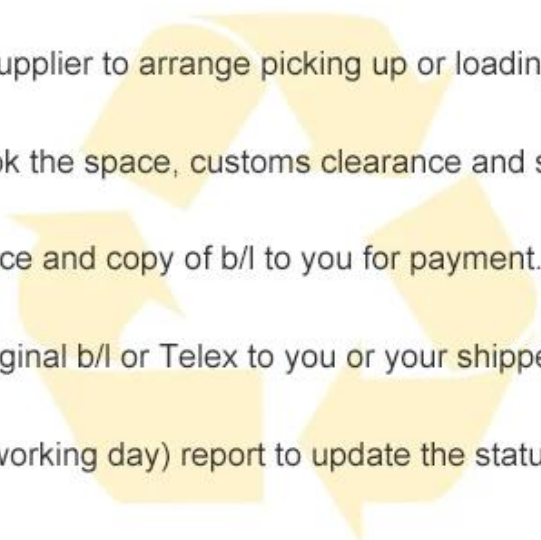 upplier to arrange picking up or loadin
ok the space, customs clearance and s
ce and copy of b/l to you for payment.
ginal b/l or Telex to you or your shippe
working day) report to update the statu